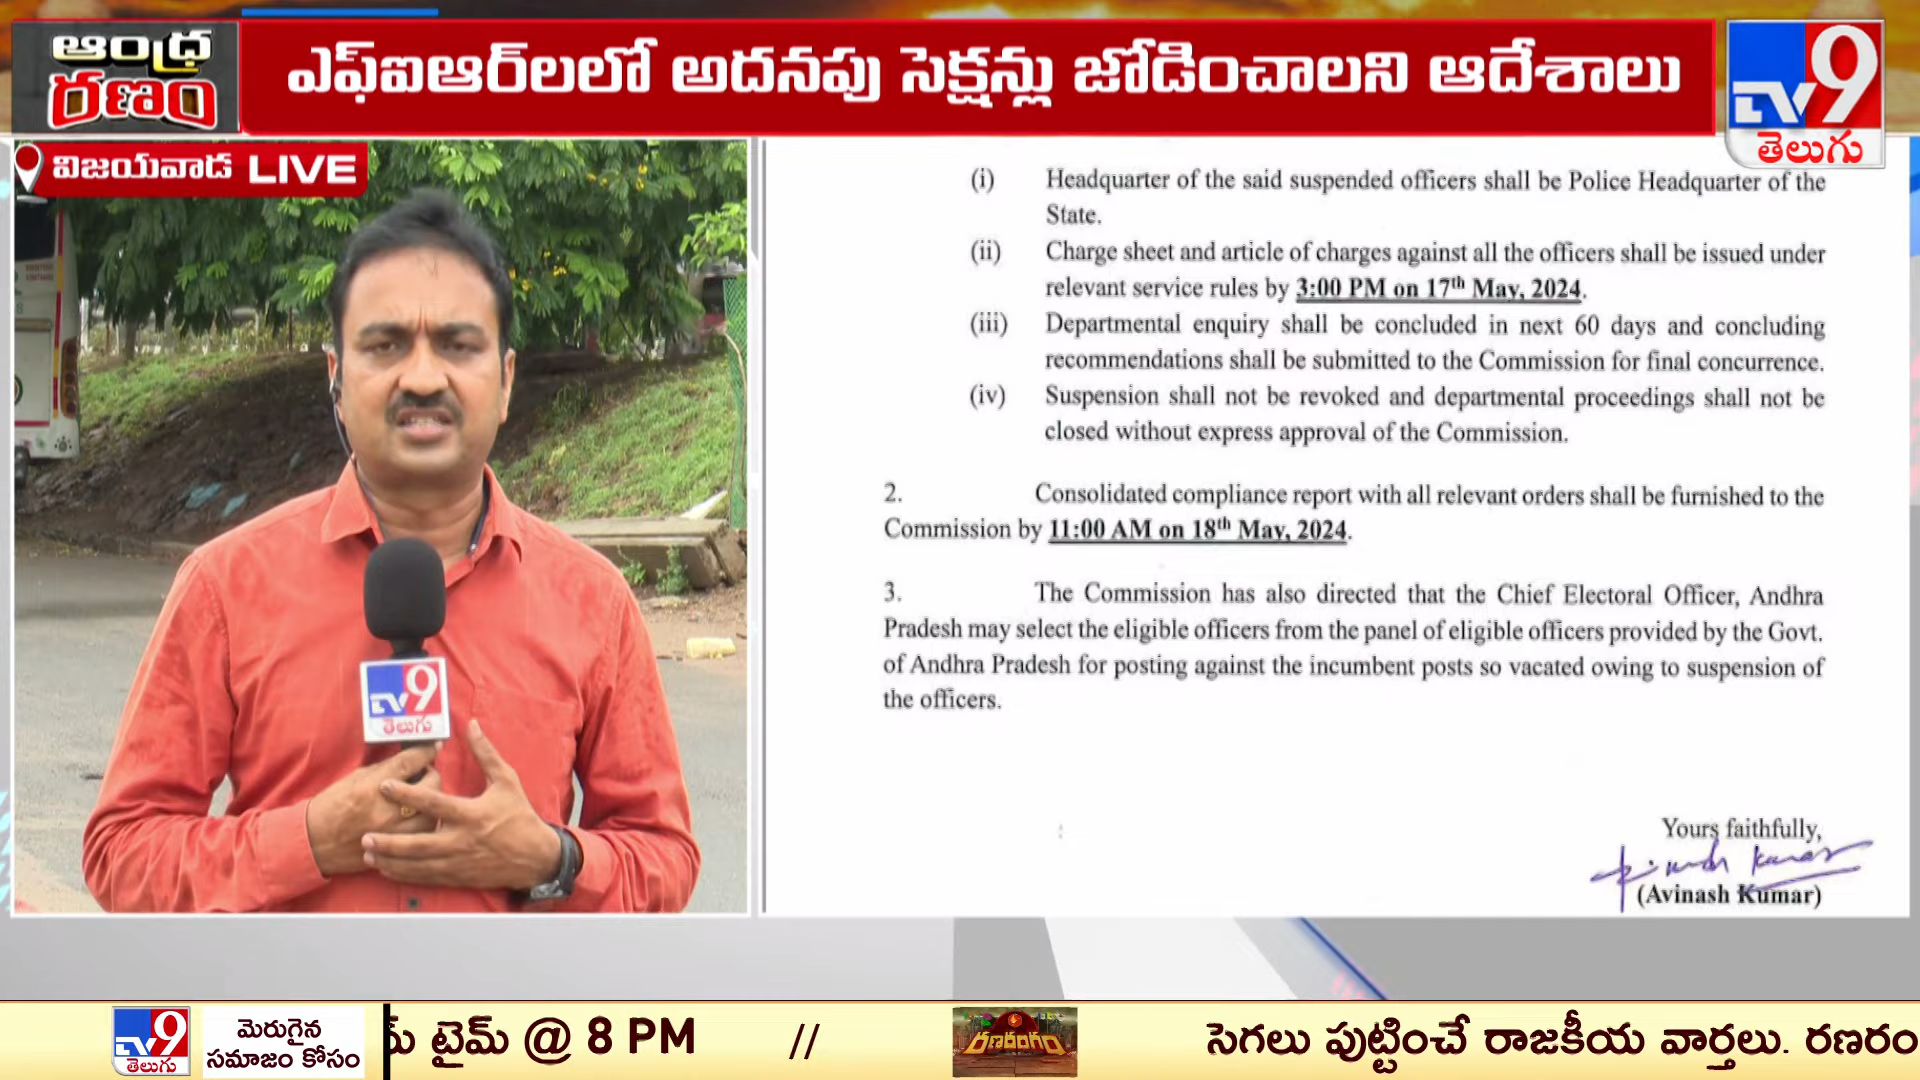 ఆంధ్ర
రణం
ఎఫ్ఐఆర్‌లలో అదనపు సెక్షన్లు జోడించాలని ఆదేశాలు
TV9
తెలుగు
విజయవాడ LIVE
(i) Headquarter of the said suspended officers shall be Police Headquarter of the
State.
(ii) Charge sheet and article of charges against all the officers shall be issued under
relevant service rules by 3:00 PM on 17th May, 2024.
(iii) Departmental enquiry shall be concluded in next 60 days and concluding
recommendations shall be submitted to the Commission for final concurrence.
(iv) Suspension shall not be revoked and departmental proceedings shall not be
closed without express approval of the Commission.
2. Consolidated compliance report with all relevant orders shall be furnished to the
Commission by 11:00 AM on 18th May, 2024.
3. The Commission has also directed that the Chief Electoral Officer, Andhra
Pradesh may select the eligible officers from the panel of eligible officers provided by the Govt.
of Andhra Pradesh for posting against the incumbent posts so vacated owing to suspension of
the officers.
Yours faithfully,
(Avinash Kumar)
TV9
తెలుగు
TV9
తెలుగు
మెరుగైన
సమాజం కోసం
టైమ్ @ 8 PM // రణరంగం సెగలు పుట్టించే రాజకీయ వార్తలు. రణరం